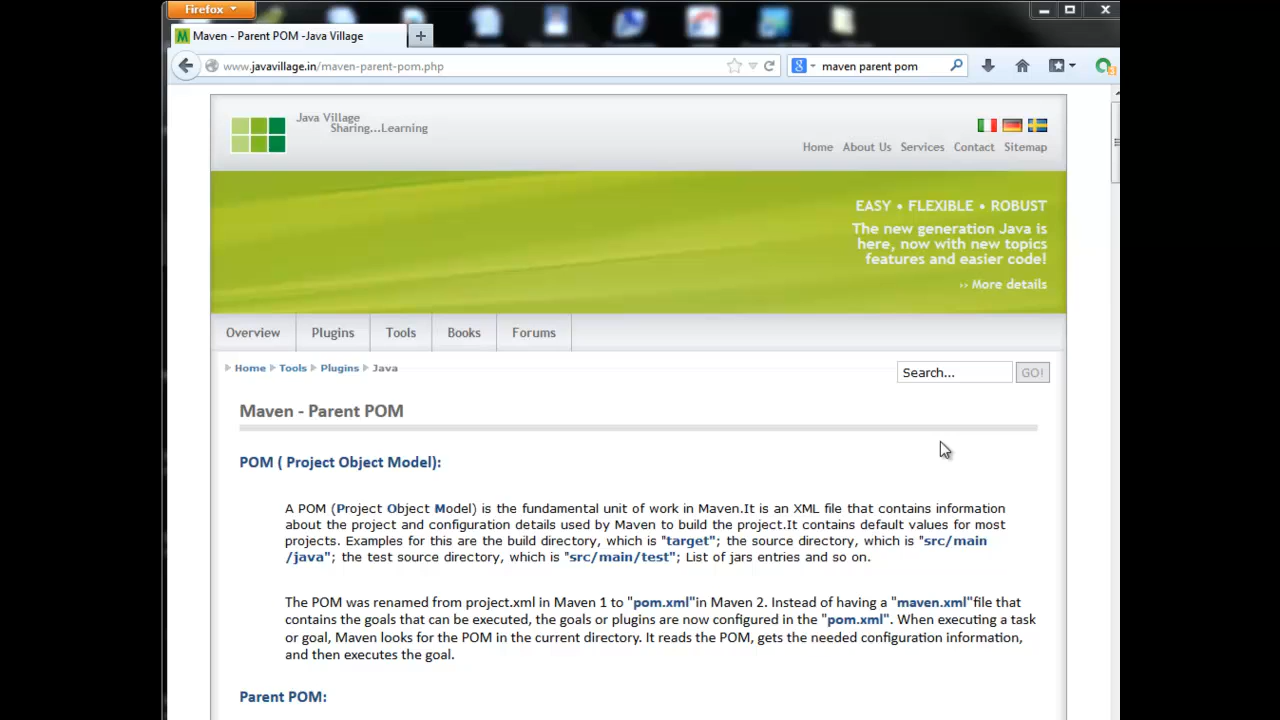 Firefox
Maven - Parent POM -Java Village
www.javavillage.in/maven-parent-pom.php
maven parent pom
Java Village
Sharing...Learning
Home About Us Services Contact Sitemap
EASY • FLEXIBLE • ROBUST
The new generation Java is
here, now with new topics
features and easier code!
›› More details
Overview Plugins Tools Books Forums
Home Tools Plugins Java
Search... GO!
Maven - Parent POM
POM ( Project Object Model):
A POM (Project Object Model) is the fundamental unit of work in Maven.It is an XML file that contains information
about the project and configuration details used by Maven to build the project.It contains default values for most
projects. Examples for this are the build directory, which is "target"; the source directory, which is "src/main
/java"; the test source directory, which is "src/main/test"; List of jars entries and so on.
The POM was renamed from project.xml in Maven 1 to "pom.xml"in Maven 2. Instead of having a "maven.xml"file that
contains the goals that can be executed, the goals or plugins are now configured in the "pom.xml". When executing a task
or goal, Maven looks for the POM in the current directory. It reads the POM, gets the needed configuration information,
and then executes the goal.
Parent POM: